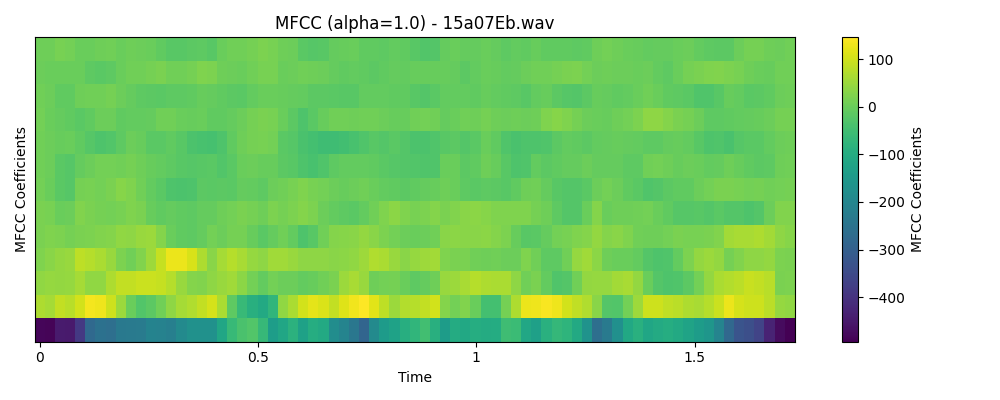 MFCC (alpha=1.0) - 15a07Eb.wav
MFCC Coefficients
0
0.5
1
1.5
Time
100
0
−100
−200
−300
−400
MFCC Coefficients